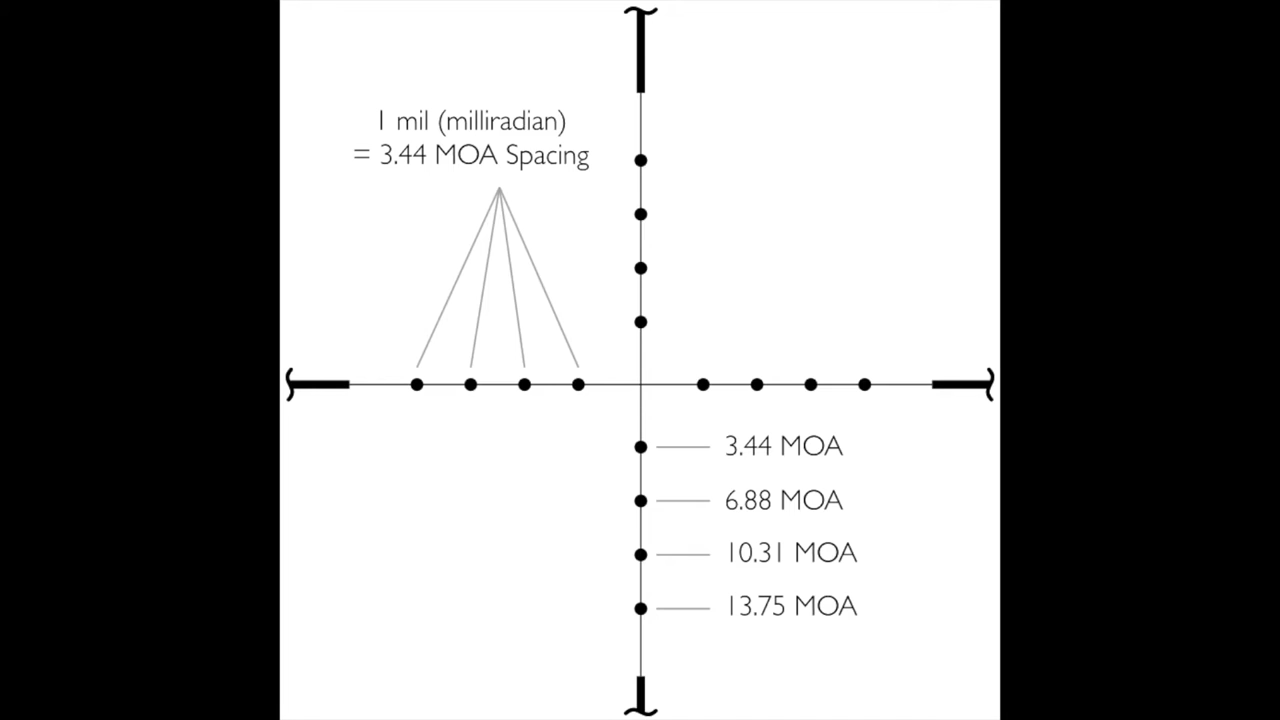 1 mil (milliradian)
= 3.44 MOA Spacing
3.44 MOA
6.88 MOA
10.31 MOA
13.75 MOA